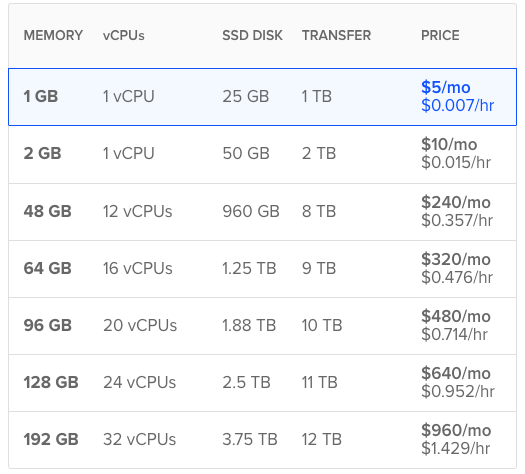 MEMORY vCPUs SSD DISK TRANSFER PRICE
1 GB 1 vCPU 25 GB 1 TB $5/mo
$0.007/hr
2 GB 1 vCPU 50 GB 2 TB $10/mo
$0.015/hr
48 GB 12 vCPUs 960 GB 8 TB $240/mo
$0.357/hr
64 GB 16 vCPUs 1.25 TB 9 TB $320/mo
$0.476/hr
96 GB 20 vCPUs 1.88 TB 10 TB $480/mo
$0.714/hr
128 GB 24 vCPUs 2.5 TB 11 TB $640/mo
$0.952/hr
192 GB 32 vCPUs 3.75 TB 12 TB $960/mo
$1.429/hr